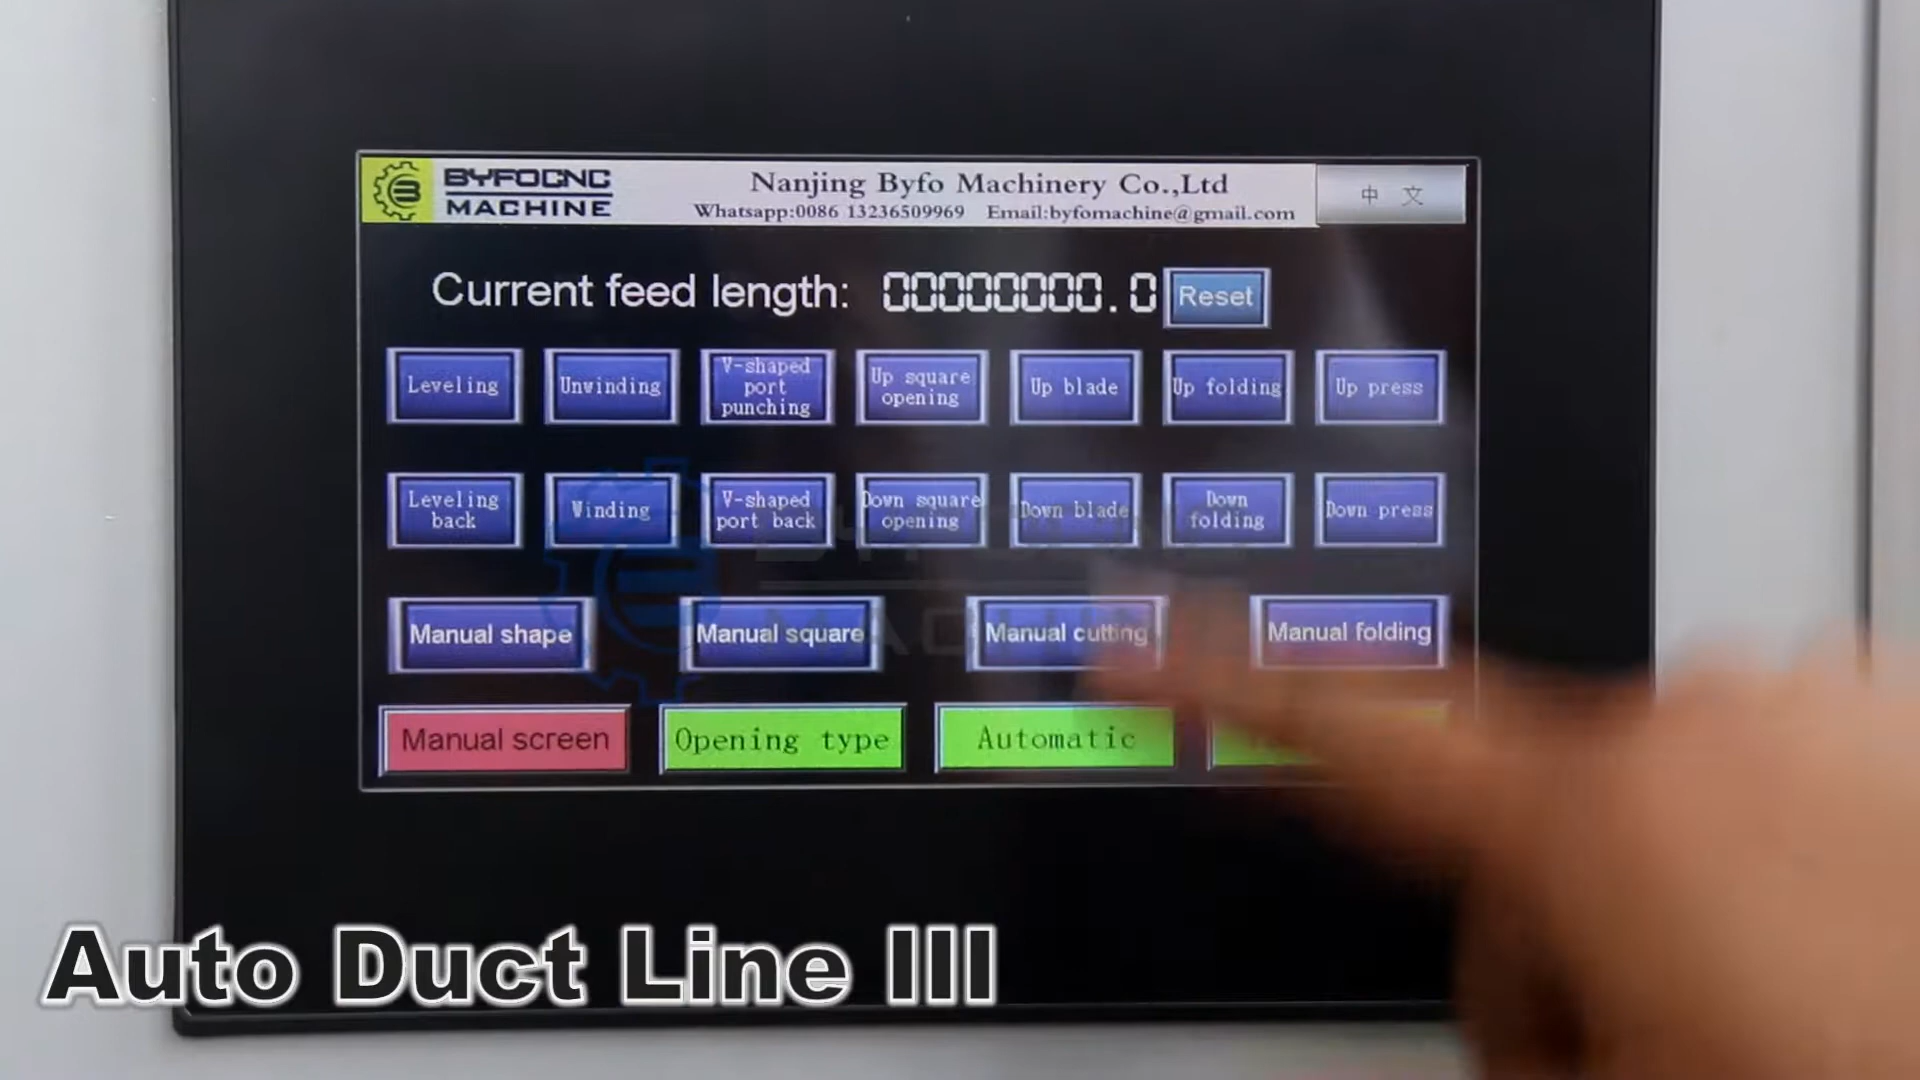 BYFOCNC
MACHINE
Nanjing Byfo Machinery Co.,Ltd
Whatsapp:0086 13236509969 Email:byfomachine@gmail.com
中 文
Current feed length: 00000000.0 Reset
Leveling
Unwinding
V-shaped
port
punching
Up square
opening
Up blade
Up folding
Up press
Leveling
back
Winding
V-shaped
port back
Down square
opening
Down blade
Down
folding
Down press
Manual shape
Manual square
Manual cutting
Manual folding
Manual screen
Opening type
Automatic
BYFOCNC
MACHINE
Auto Duct Line III